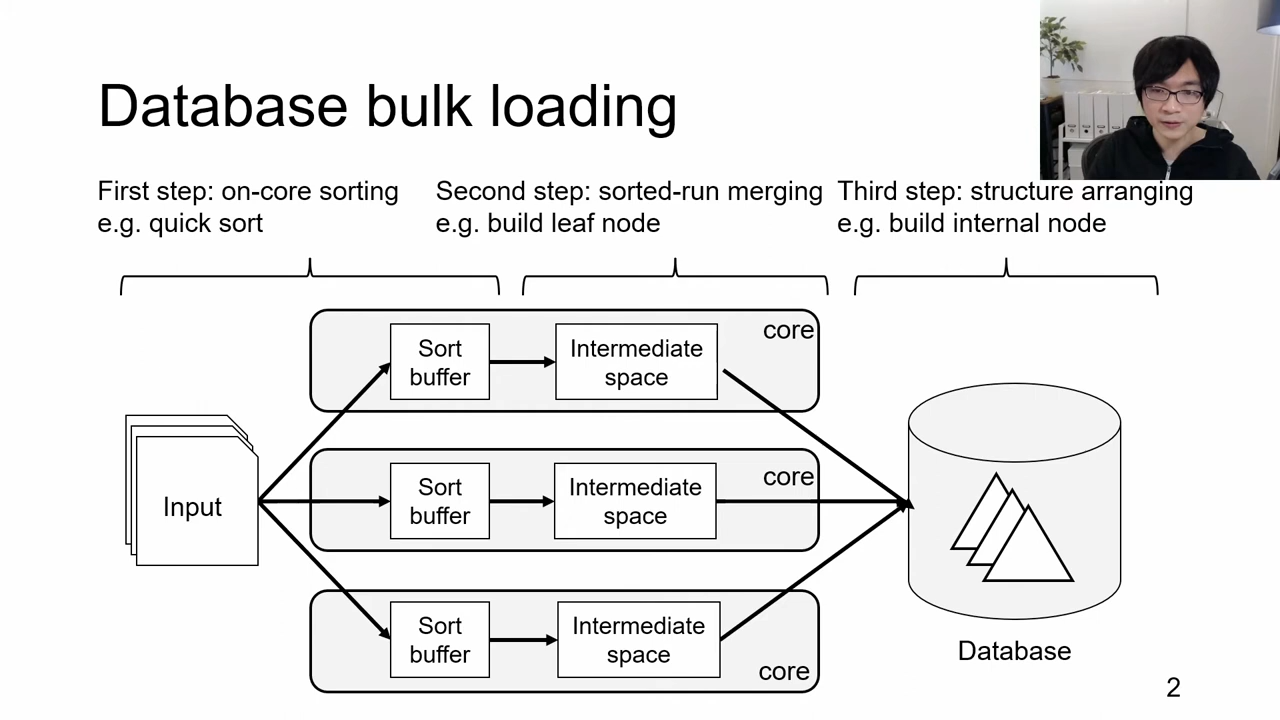 Database bulk loading
First step: on-core sorting
e.g. quick sort
Second step: sorted-run merging
e.g. build leaf node
Third step: structure arranging
e.g. build internal node
core
Sort
buffer
Intermediate
space
core
Sort
buffer
Intermediate
space
Input
Sort
buffer
Intermediate
space
core
Database
2